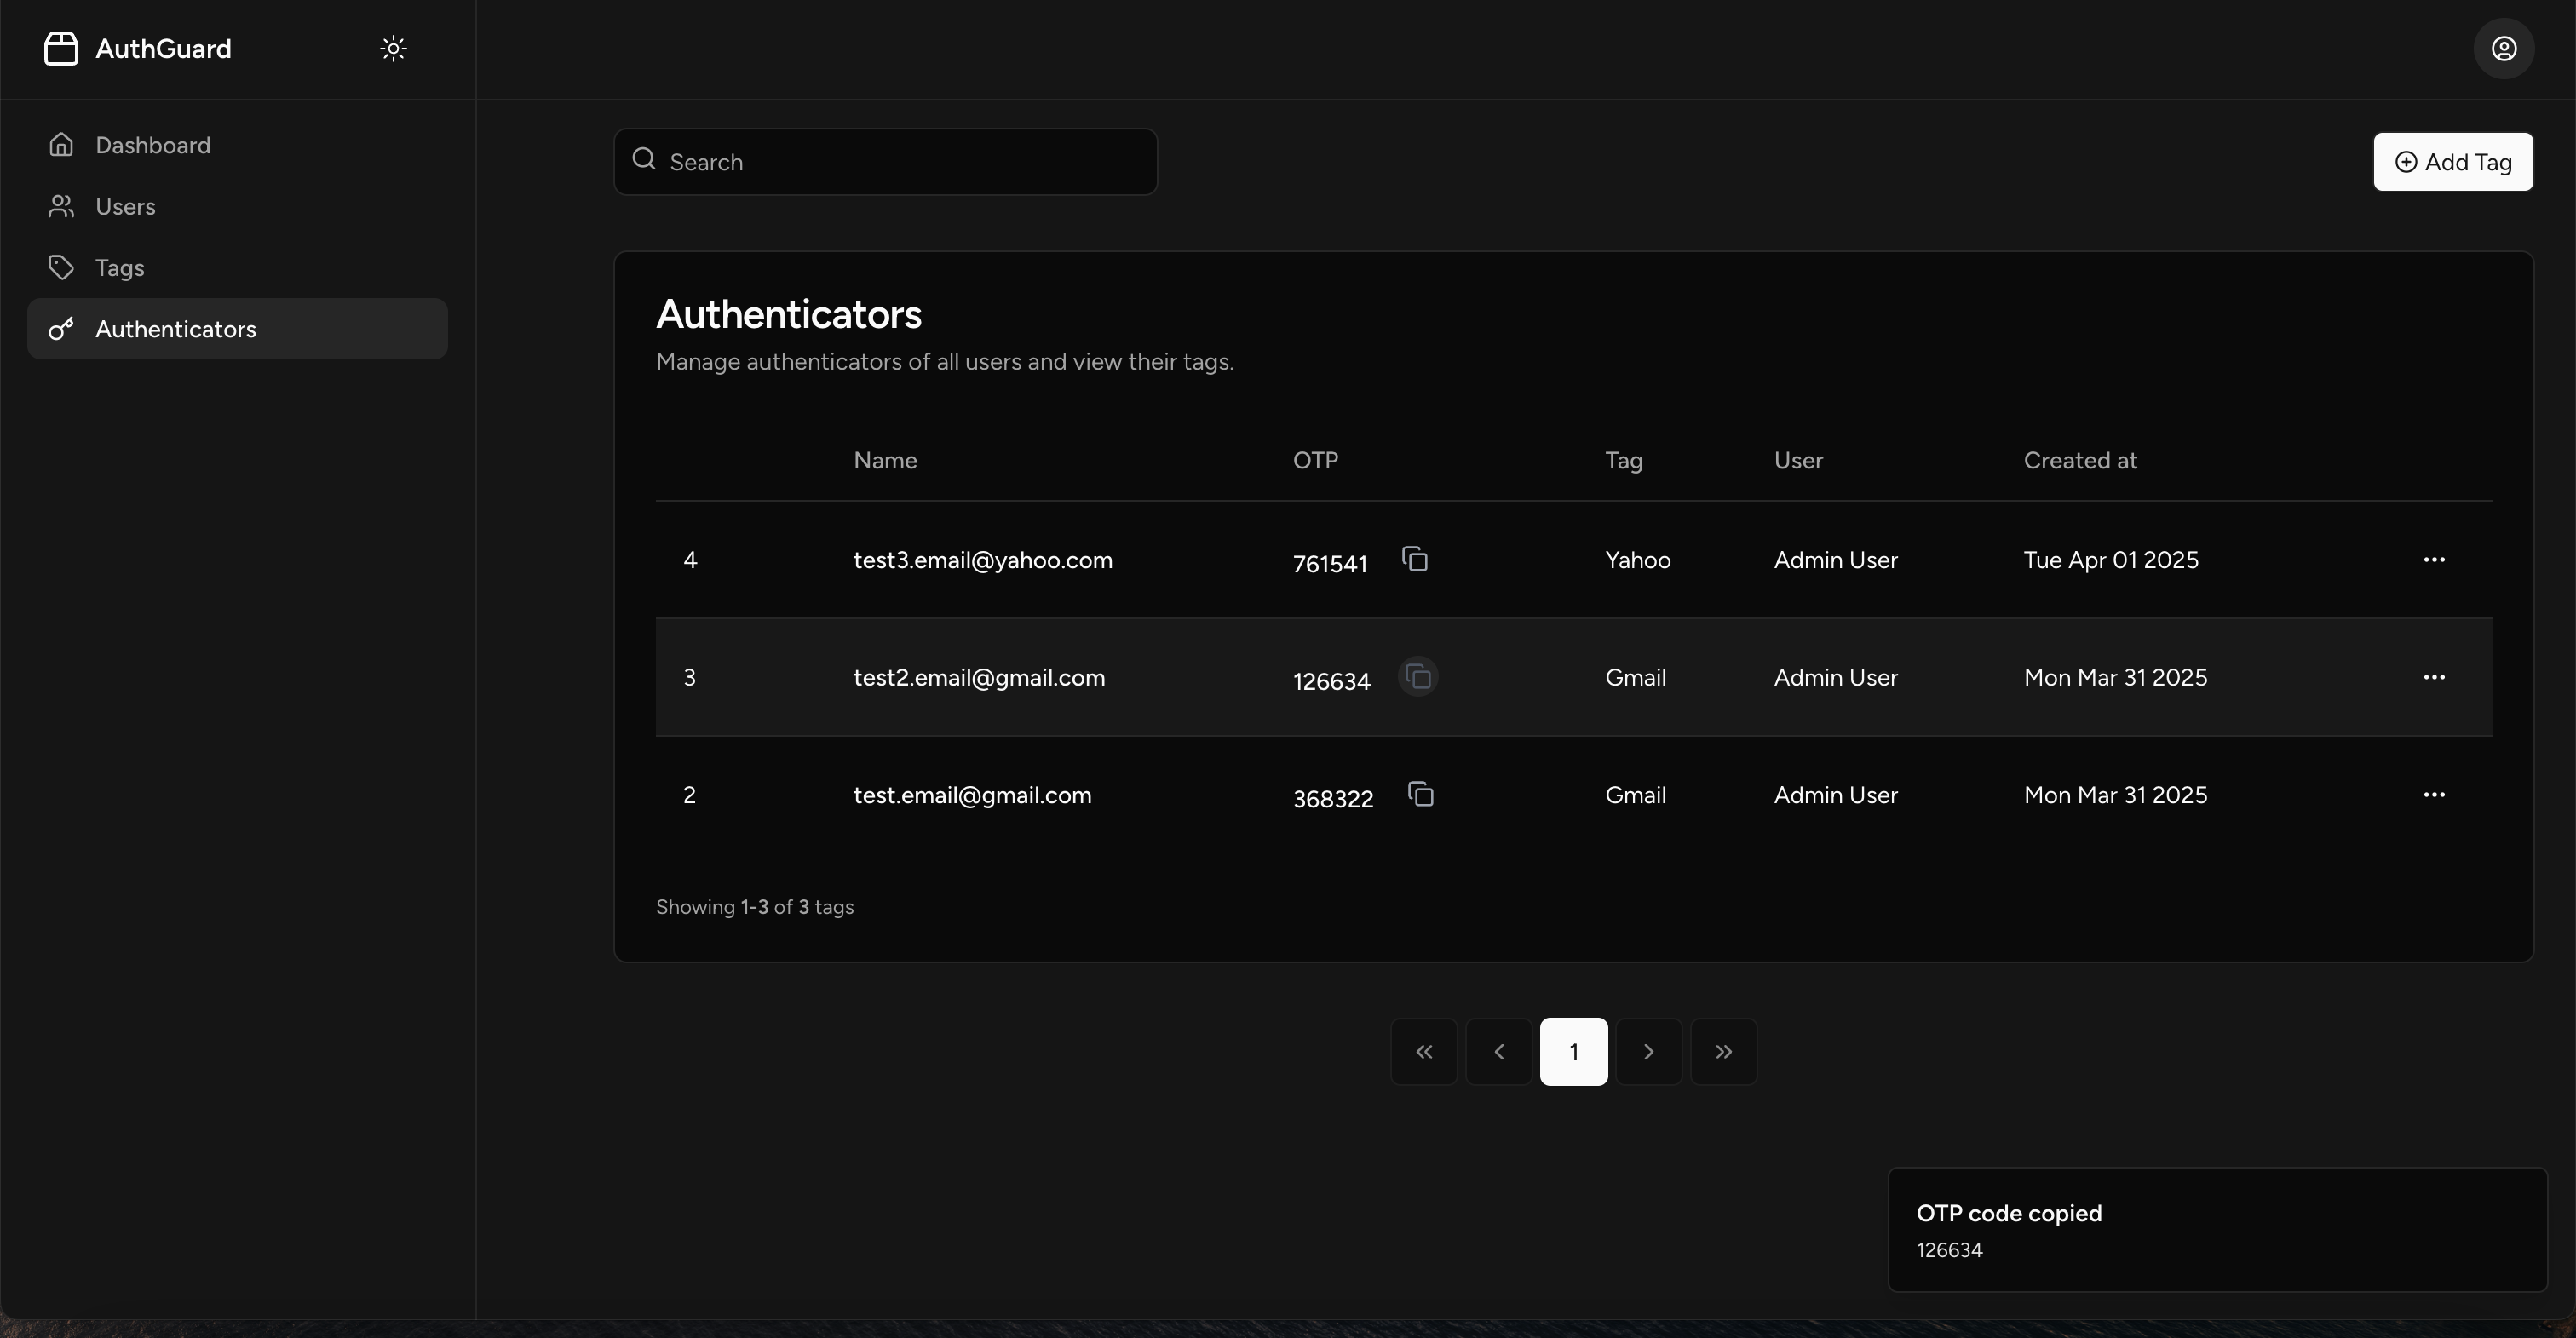 AuthGuard
Dashboard
Users
Tags
Authenticators
Search
Add Tag
Authenticators
Manage authenticators of all users and view their tags.
Name OTP Tag User Created at
4 test3.email@yahoo.com 761541 Yahoo Admin User Tue Apr 01 2025
3 test2.email@gmail.com 126634 Gmail Admin User Mon Mar 31 2025
2 test.email@gmail.com 368322 Gmail Admin User Mon Mar 31 2025
Showing 1-3 of 3 tags
1
OTP code copied
126634